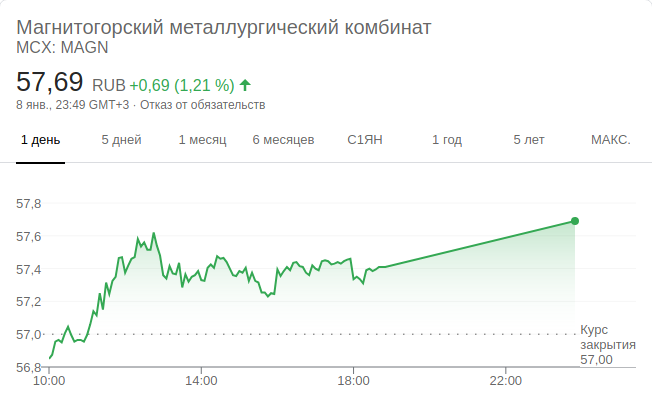 Магнитогорский металлургический комбинат
MCX: MAGN
57,69 RUB +0,69 (1,21 %)
8 янв., 23:49 GMT+3 · Отказ от обязательств
1 день 5 дней 1 месяц 6 месяцев С1ЯН 1 год 5 лет МАКС.
57,8
57,6
57,4
57,2
57,0
Курс
закрытия
57,00
56,8
10:00 14:00 18:00 22:00